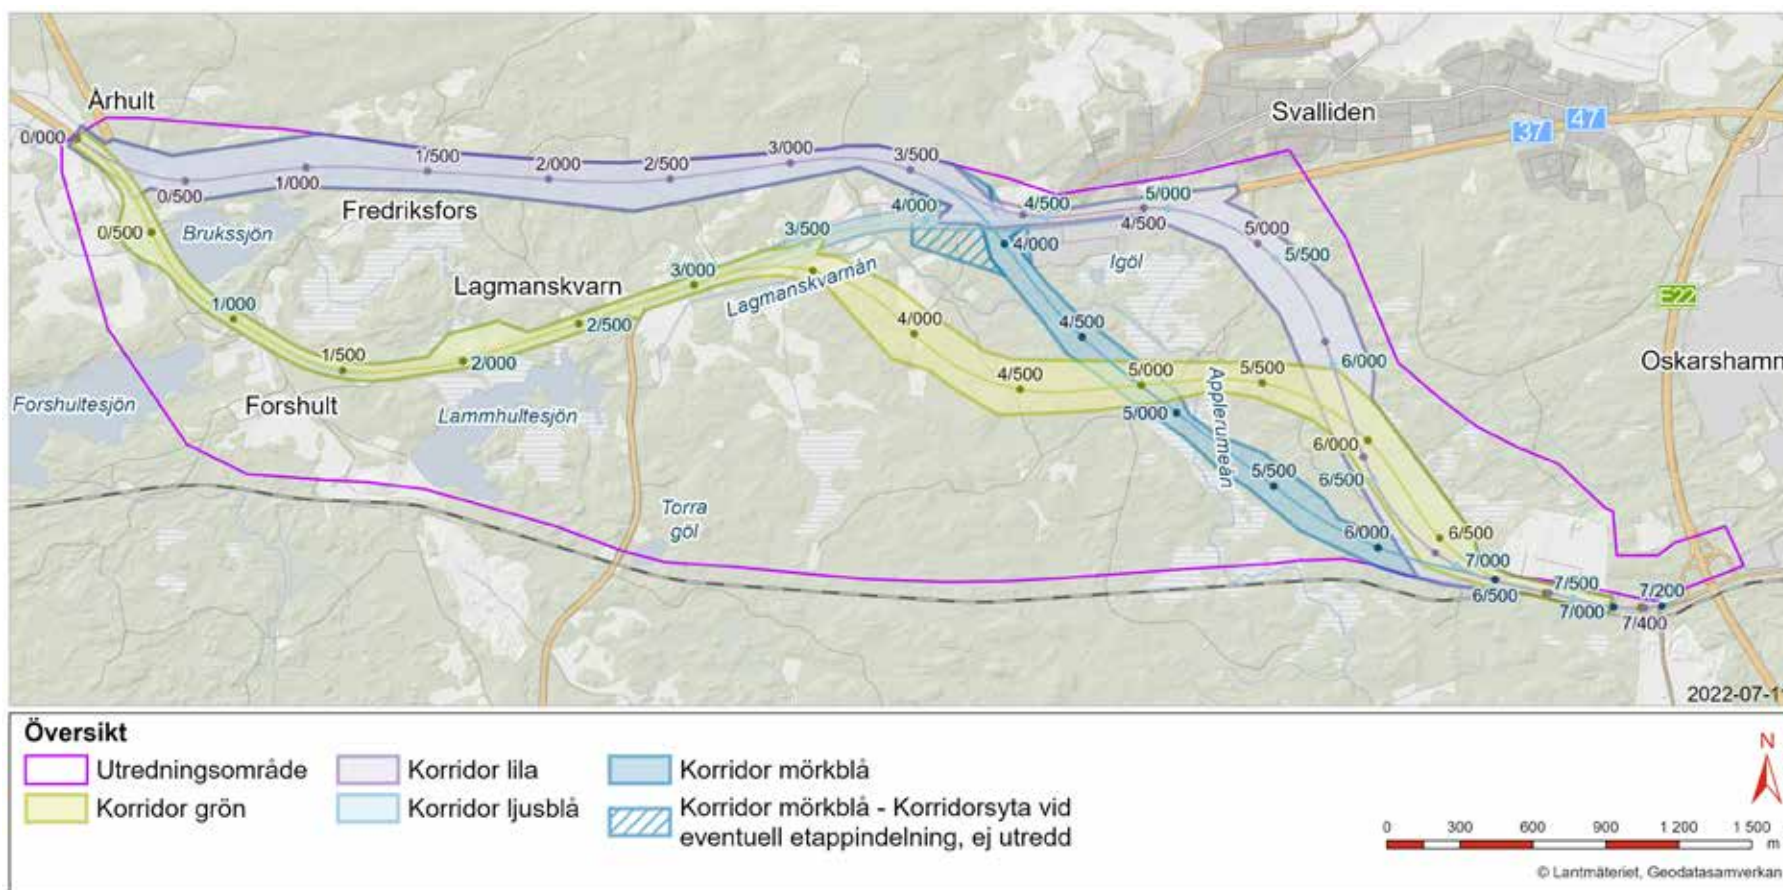 Århult
0/000
Svalliden
37
47
1/500
2/000
2/500
3/000
3/500
0/500
1/000
Fredriksfors
4/000
4/500
5/000
4/500
5/000
5/500
0/500
Brukssjön
3/500
4/000
Igöl
3/000
Lagmanskvarn
Lagmanskvarnån
E22
1/000
2/500
4/000
4/500
Oskarshamn
1/500
2/000
4/500
5/000
5/500
6/000
Forshultesjön
Forshult
Lammhultesjön
5/000
Applerumeån
6/000
5/500
6/500
Torra
göl
6/000
6/500
7/000
6/500
7/500
7/000
7/200
7/400
Översikt
Utredningsområde
Korridor grön
Korridor lila
Korridor ljusblå
Korridor mörkblå
Korridor mörkblå - Korridorsyta vid
eventuell etappindelning, ej utredd
N
0 300 600 900 1 200 1 500
m
© Lantmäteriet, Geodatasamverkan